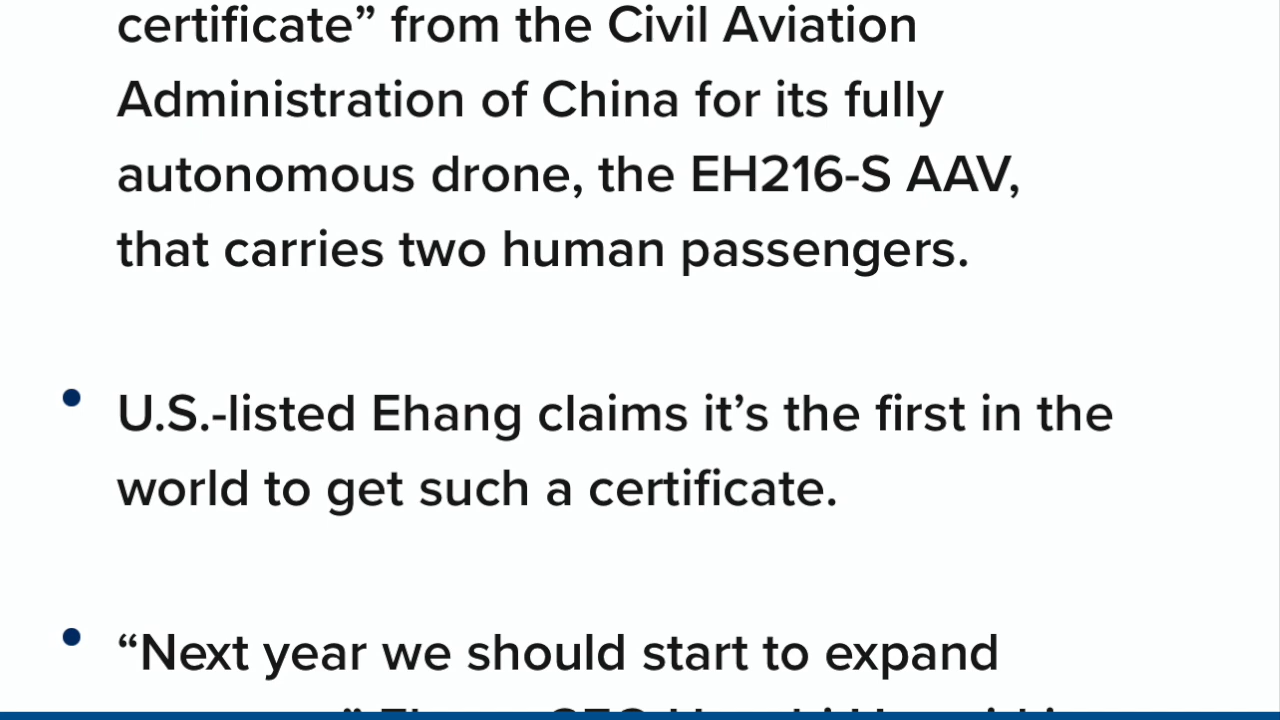 certificate” from the Civil Aviation
Administration of China for its fully
autonomous drone, the EH216-S AAV,
that carries two human passengers.
• U.S.-listed Ehang claims it’s the first in the
world to get such a certificate.
• “Next year we should start to expand